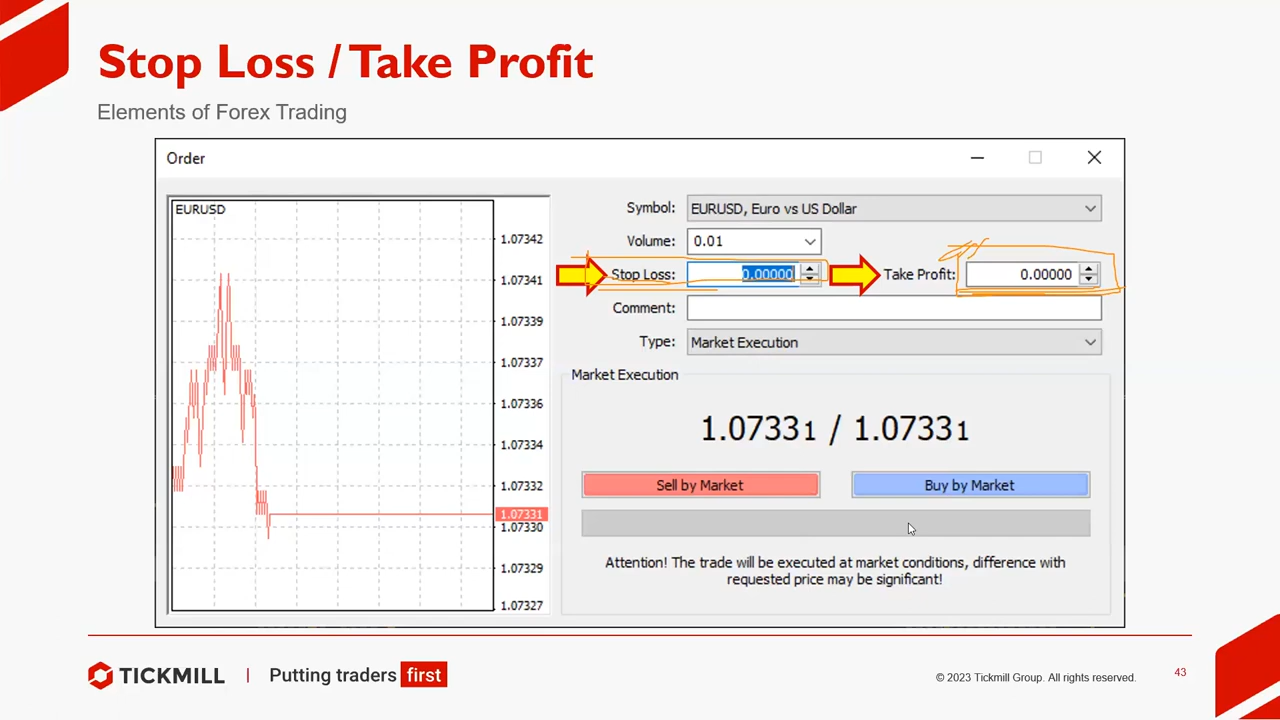 Stop Loss / Take Profit
Elements of Forex Trading
Order
EURUSD
1.07342
1.07341
1.07339
1.07337
1.07336
1.07334
1.07332
1.07331
1.07330
1.07329
1.07327
Symbol: EURUSD, Euro vs US Dollar
Volume: 0.01
Stop Loss: 0.00000 Take Profit: 0.00000
Comment:
Type: Market Execution
Market Execution
1.07331 / 1.07331
Sell by Market Buy by Market
Attention! The trade will be executed at market conditions, difference with
requested price may be significant!
TICKMILL | Putting traders first
© 2023 Tickmill Group. All rights reserved. 43